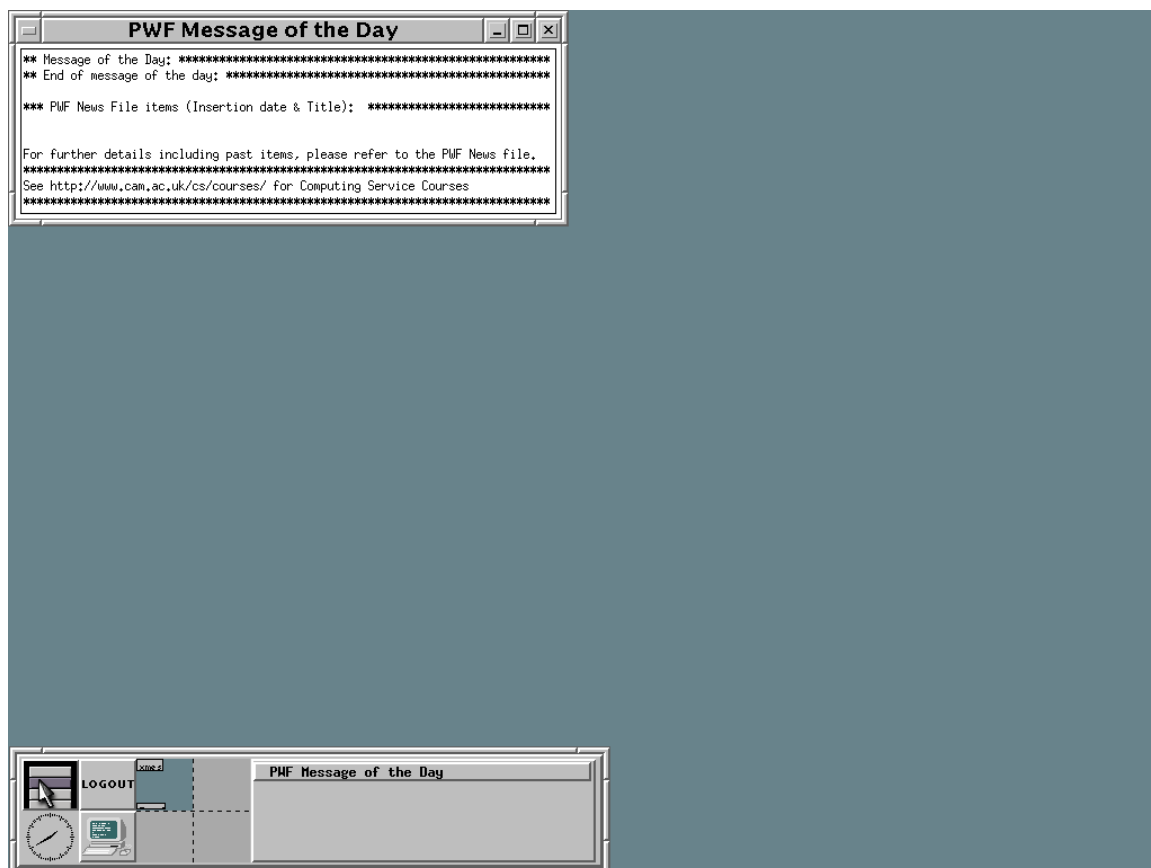 PWF Message of the Day
** Message of the Day: *******************************************************
** End of message of the day: ************************************************
*** PWF News File items (Insertion date & Title):  ***************************
For further details including past items, please refer to the PWF News file.
******************************************************************************
See http://www.cam.ac.uk/cs/courses/ for Computing Service Courses
******************************************************************************
LOGOUT
xmes
PWF Message of the Day